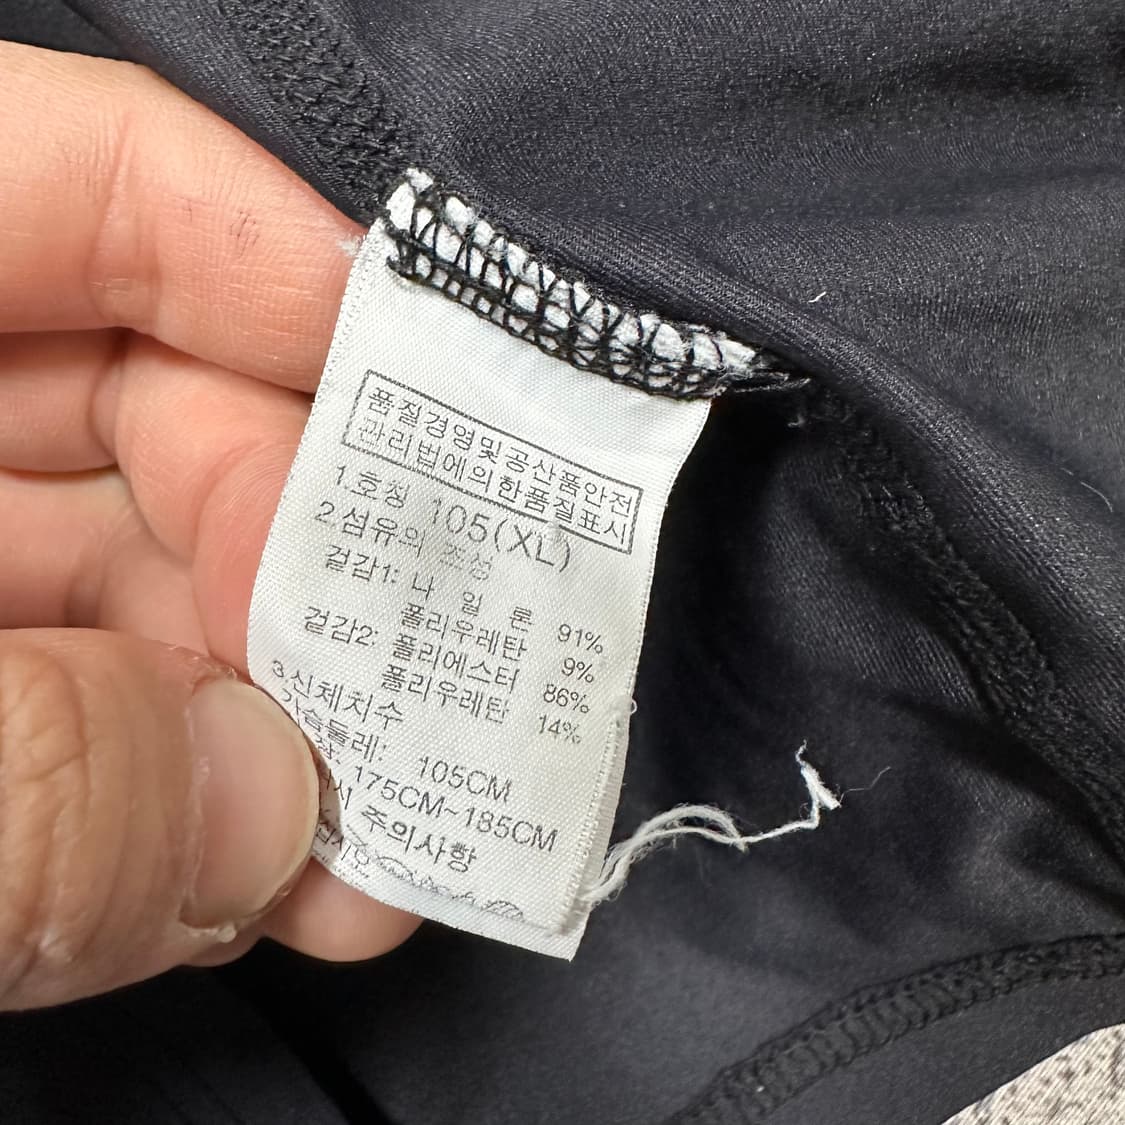 품질경영및공산품안전
관리법에의한품질표시
1.호칭 105(XL)
2.섬유의 조성
겉감1: 나 일 론 91%
폴리우레탄 9%
겉감2: 폴리에스터 86%
폴리우레탄 14%
3.신체치수
가슴둘레: 105CM
175CM~185CM
주의사항